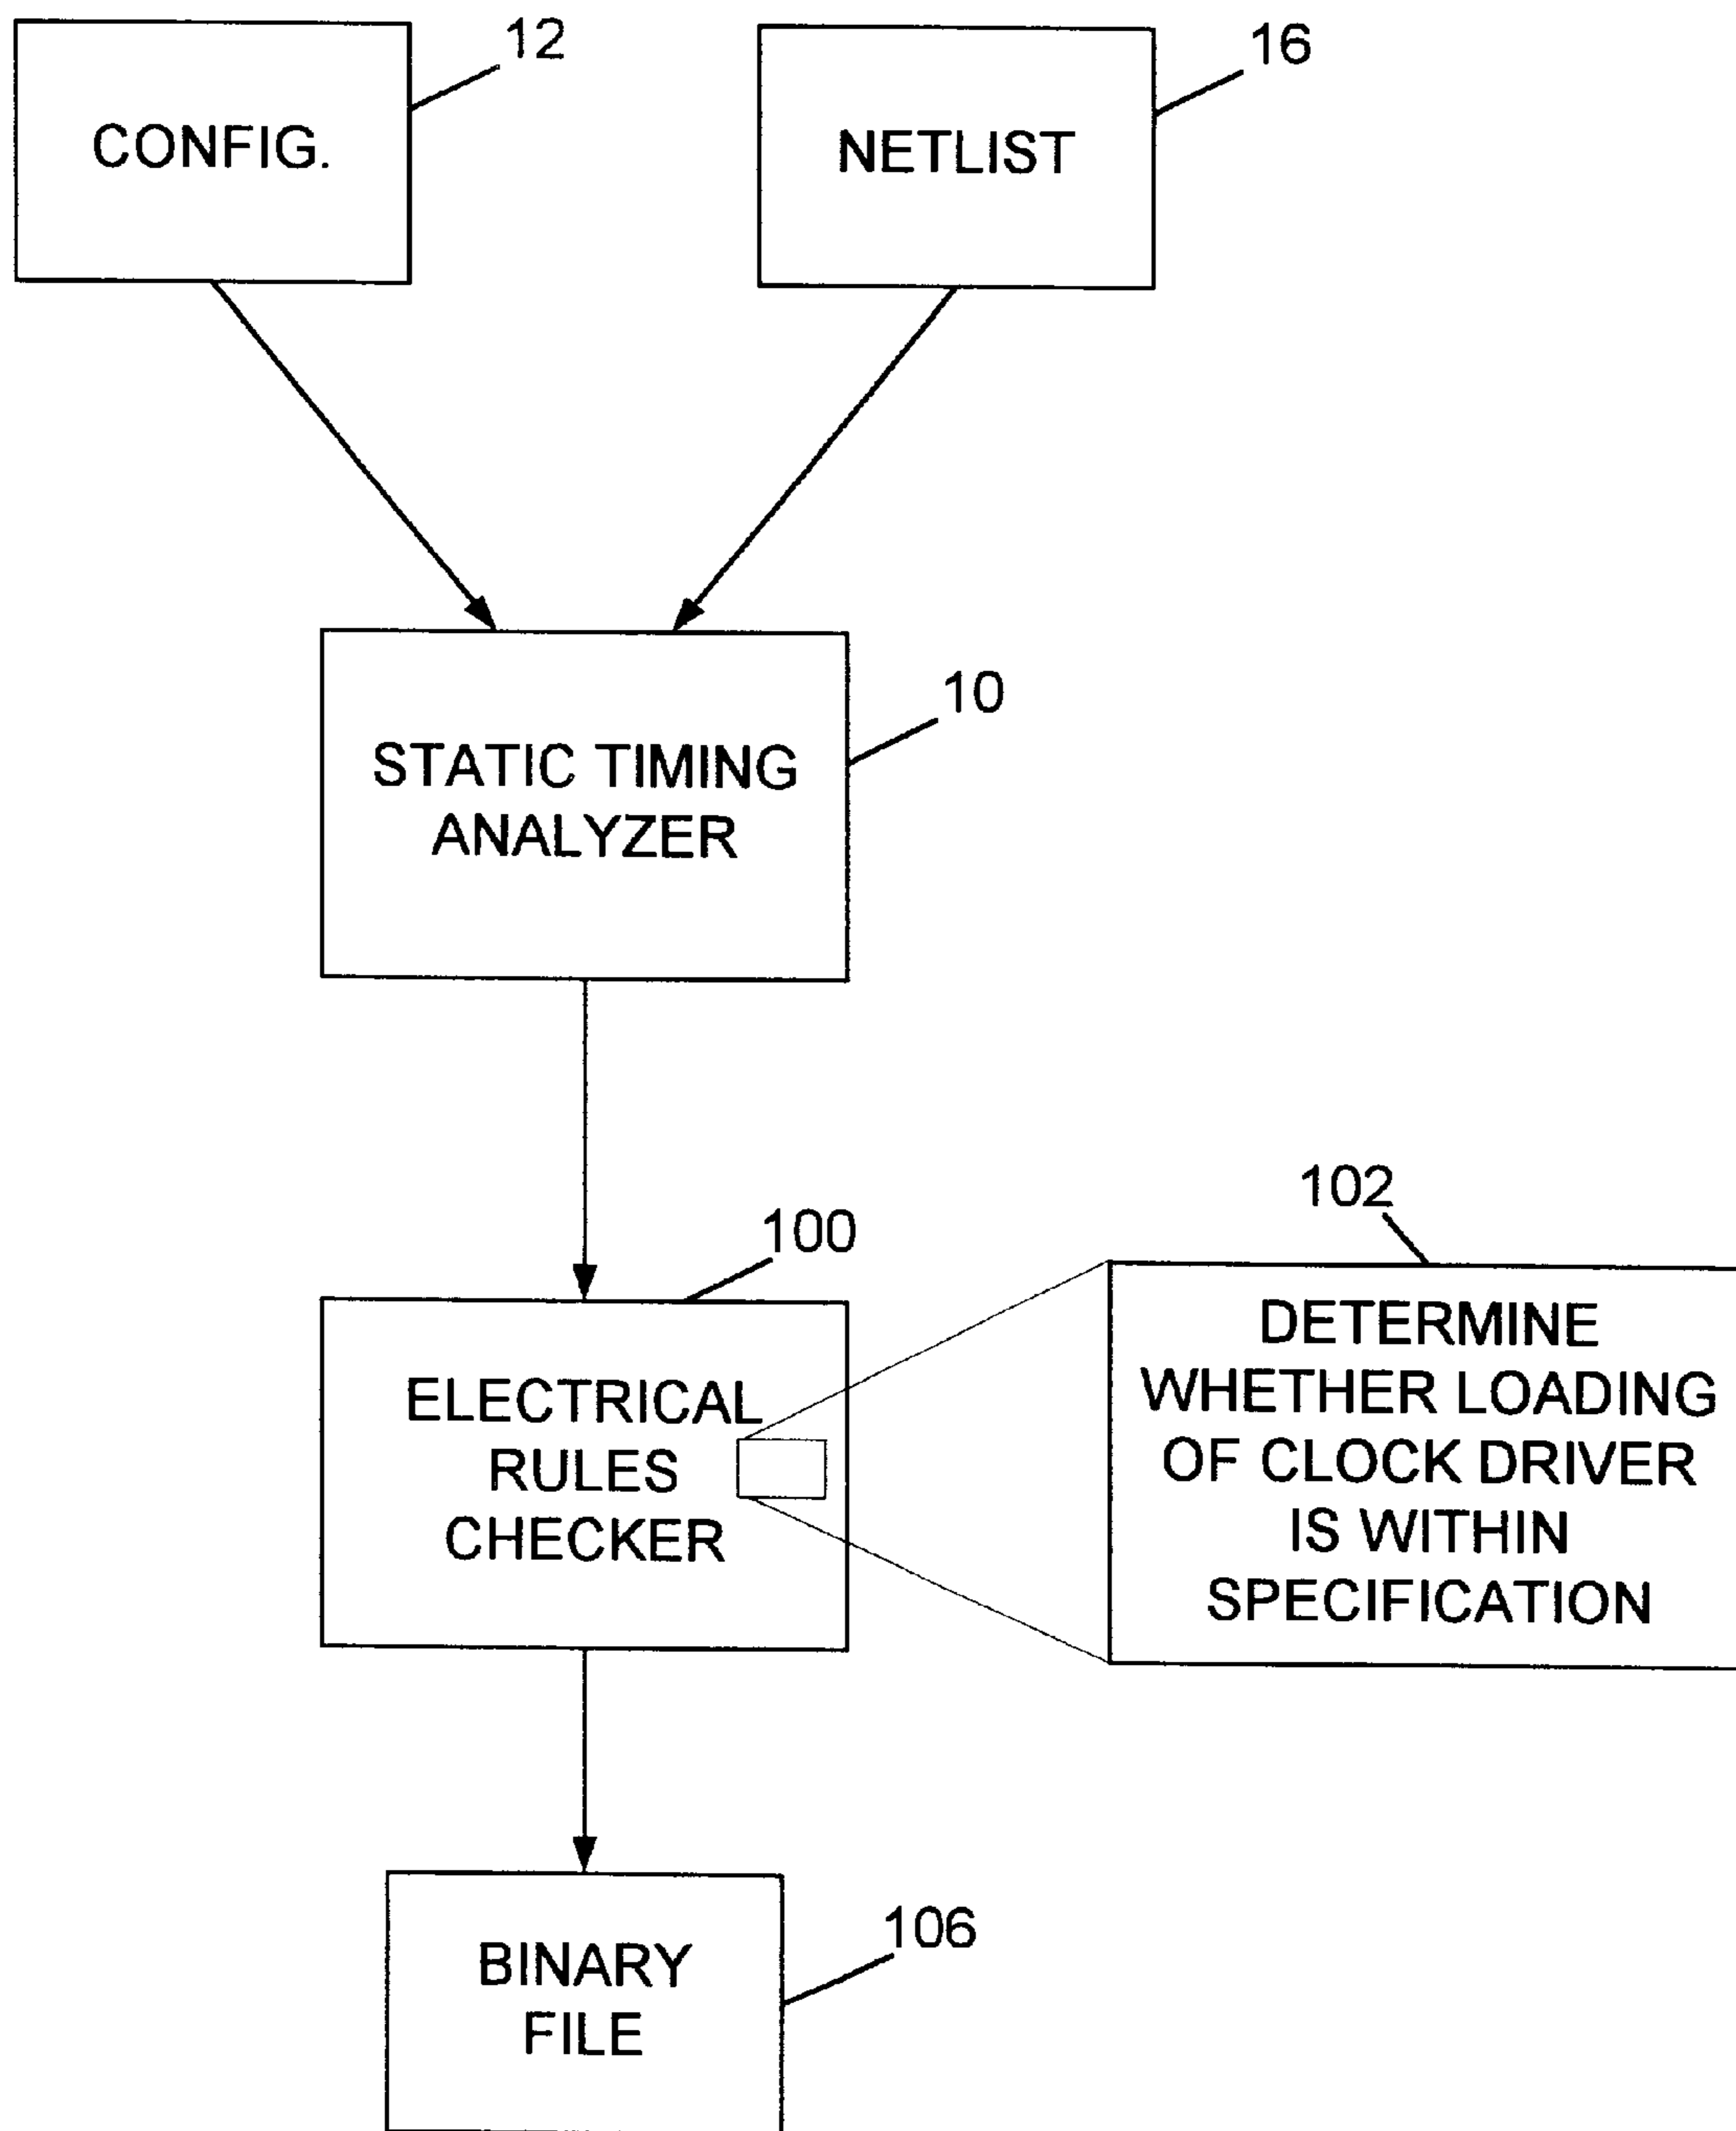 12
16
CONFIG.
NETLIST
10
STATIC TIMING
ANALYZER
102
100
DETERMINE
WHETHER LOADING
OF CLOCK DRIVER
IS WITHIN
SPECIFICATION
ELECTRICAL
RULES
CHECKER
106
BINARY
FILE